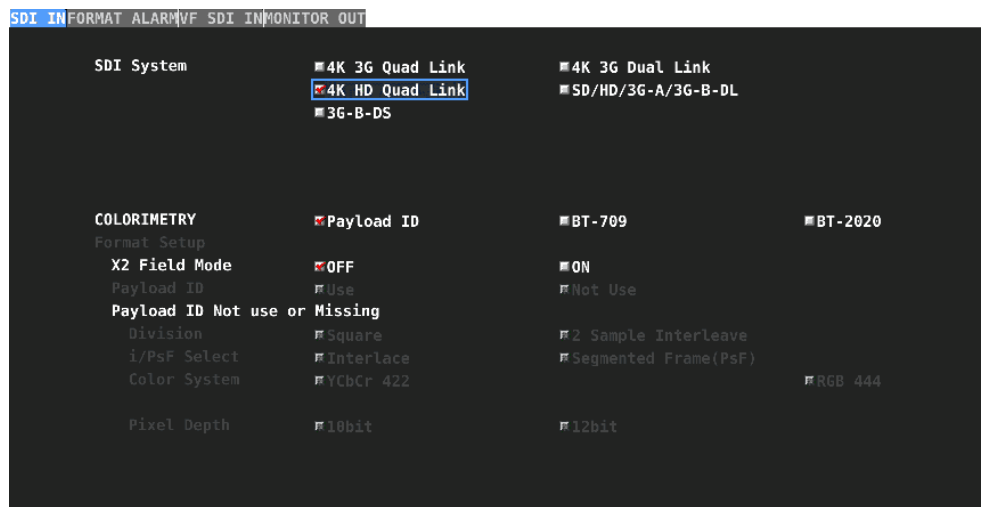 SDI IN FORMAT ALARM VF SDI IN MONITOR OUT
SDI System 4K 3G Quad Link 4K 3G Dual Link
4K HD Quad Link SD/HD/3G-A/3G-B-DL
3G-B-DS
COLORIMETRY Payload ID BT-709 BT-2020
Format Setup
X2 Field Mode OFF ON
Payload ID Use Not Use
Payload ID Not use or Missing
Division Square 2 Sample Interleave
i/PsF Select Interlace Segmented Frame(PsF)
Color System YCbCr 422 RGB 444
Pixel Depth 10bit 12bit